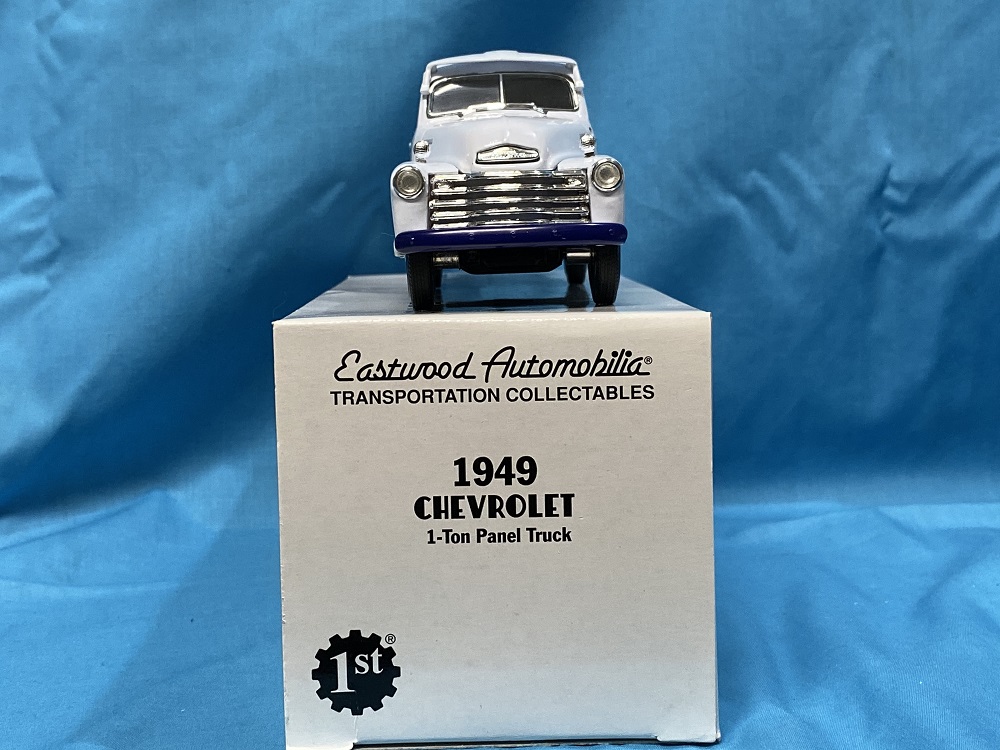 Eastwood Automobilia®
TRANSPORTATION COLLECTABLES
1949
CHEVROLET
1-Ton Panel Truck
1st®